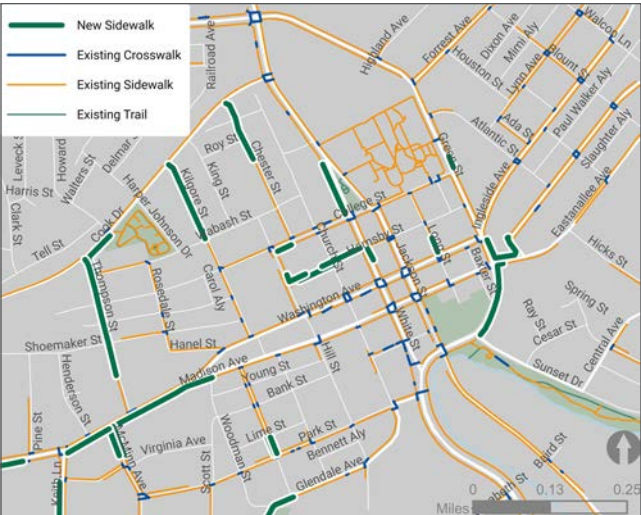 New Sidewalk
Existing Crosswalk
Existing Sidewalk
Existing Trail
Railroad Ave
Highland Ave
Forrest Ave
Dixon Ave
Mimi Aly
Walcon Ln
Houston St
Lynn Ave
Blount St
Paul Walker Aly
Ada St
Atlantic St
Slaughter Aly
Leveck St
Howard
Walters St
Delmar St
Harris St
Clark St
Tell St
Cook Dr
Harper Johnson Dr
Roy St
Kilgore St
King St
Chester St
Wabash St
College St
Church St
Hornsby St
Long St
Green St
Ingleside Ave
Eastanallee Ave
Hicks St
Jackson St
Baxter St
Thompson St
Rosedale St
Carol Aly
Washington Ave
White St
Spring St
Ray St
Cesar St
Central Ave
Sunset Dr
Shoemaker St
Hanel St
Madison Ave
Hill St
Henderson St
Young St
Bank St
Pine St
McMinn Ave
Virginia Ave
Lime St
Park St
Woodman St
Bennett Aly
Scott St
Glendale Ave
Keith Ln
Baird St
abeth St
Miles
0 0.13 0.25